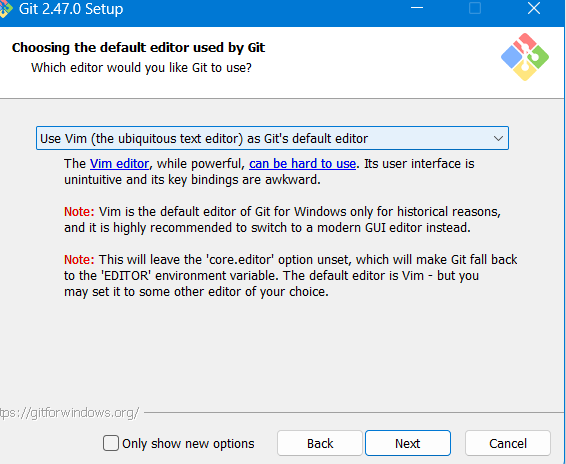 Git 2.47.0 Setup
Choosing the default editor used by Git
Which editor would you like Git to use?
Use Vim (the ubiquitous text editor) as Git's default editor
The Vim editor, while powerful, can be hard to use. Its user interface is
unintuitive and its key bindings are awkward.
Note: Vim is the default editor of Git for Windows only for historical reasons,
and it is highly recommended to switch to a modern GUI editor instead.
Note: This will leave the 'core.editor' option unset, which will make Git fall back
to the 'EDITOR' environment variable. The default editor is Vim - but you
may set it to some other editor of your choice.
tps://gitforwindows.org/
Only show new options
Back
Next
Cancel